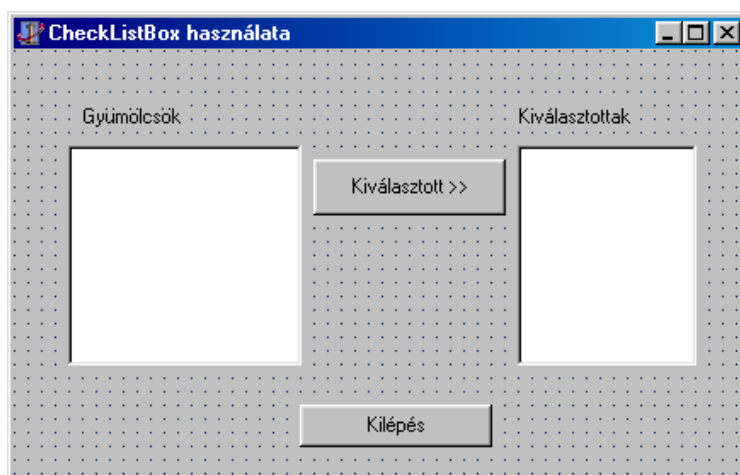 CheckListBox használata
Gyümölcsök
Kiválasztottak
Kiválasztott >>
Kilépés